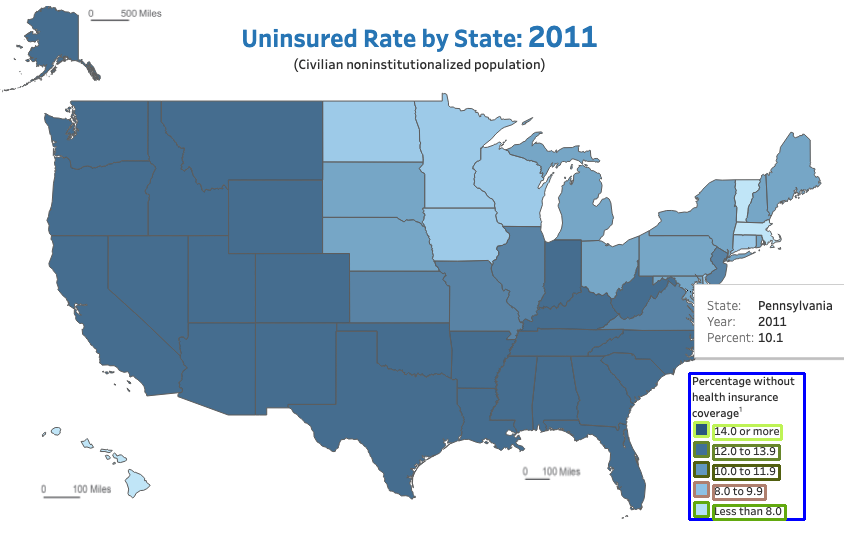 0 500 Miles
Uninsured Rate by State: 2011
(Civilian noninstitutionalized population)
State: Pennsylvania
Year: 2011
Percent: 10.1
Percentage without
health insurance
coverage¹
14.0 or more
12.0 to 13.9
10.0 to 11.9
8.0 to 9.9
Less than 8.0
0 100 Miles
0 100 Miles